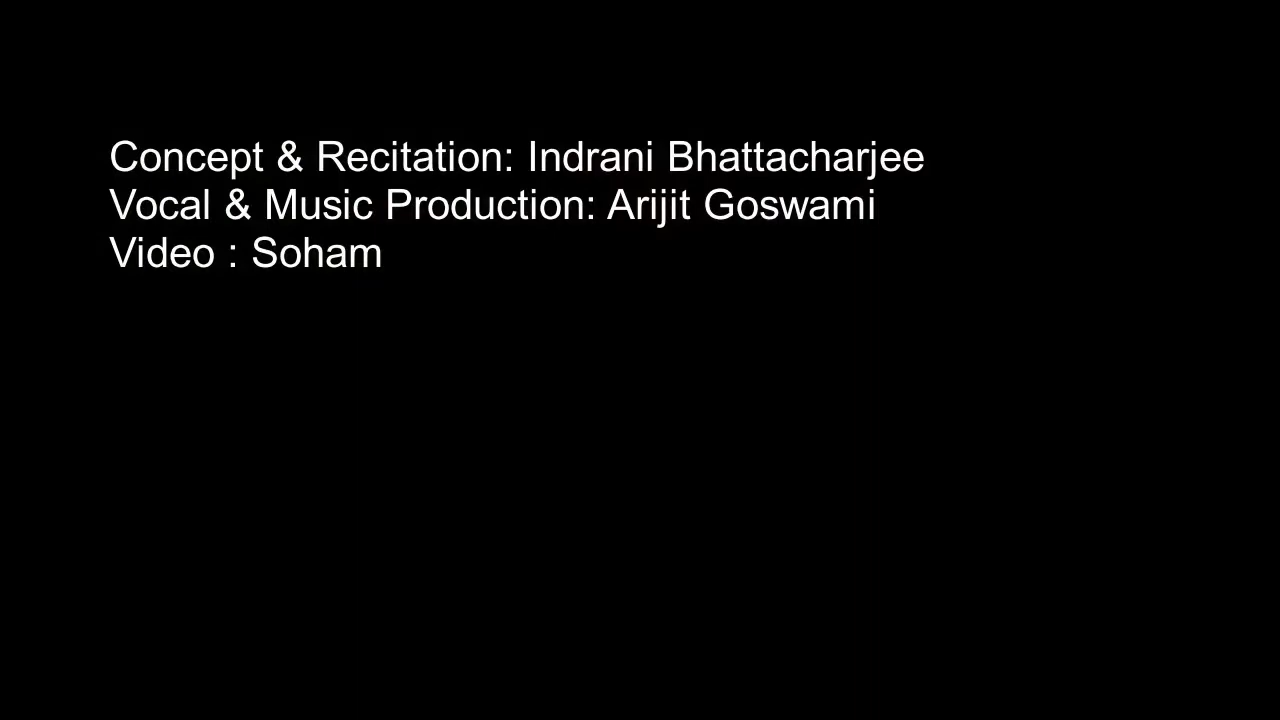 Concept & Recitation: Indrani Bhattacharjee
Vocal & Music Production: Arijit Goswami
Video : Soham